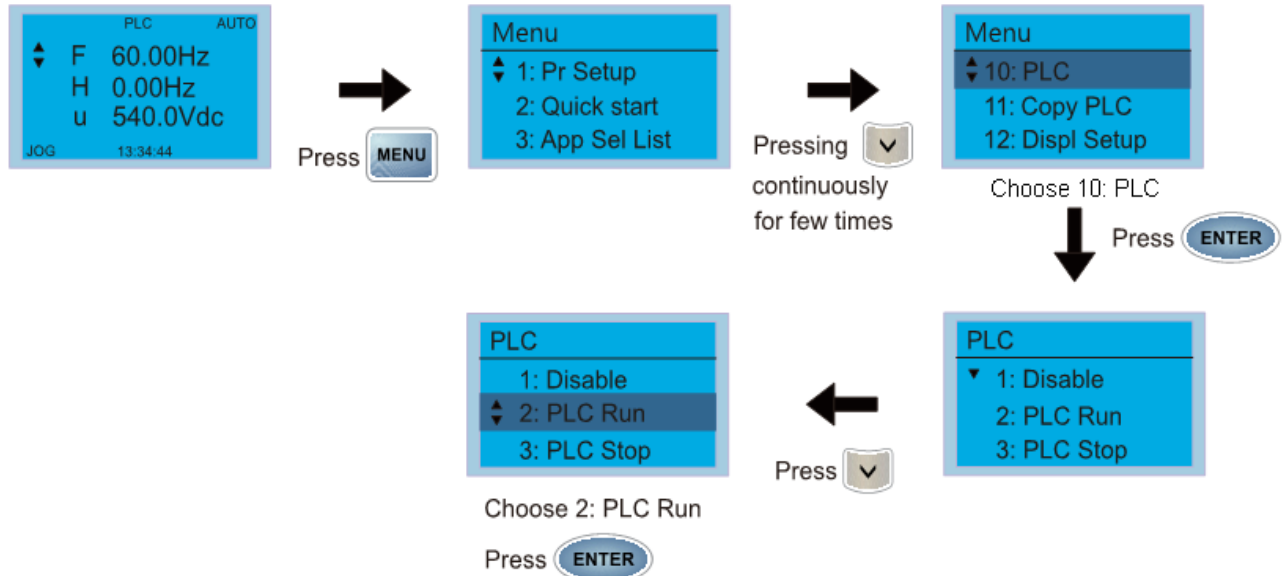 PLC AUTO
F 60.00Hz
H 0.00Hz
u 540.0Vdc
JOG 13:34:44
Press MENU
Menu
1: Pr Setup
2: Quick start
3: App Sel List
Pressing
continuously
for few times
Menu
10: PLC
11: Copy PLC
12: Displ Setup
Choose 10: PLC
Press ENTER
PLC
1: Disable
2: PLC Run
3: PLC Stop
Press
PLC
1: Disable
2: PLC Run
3: PLC Stop
Choose 2: PLC Run
Press ENTER